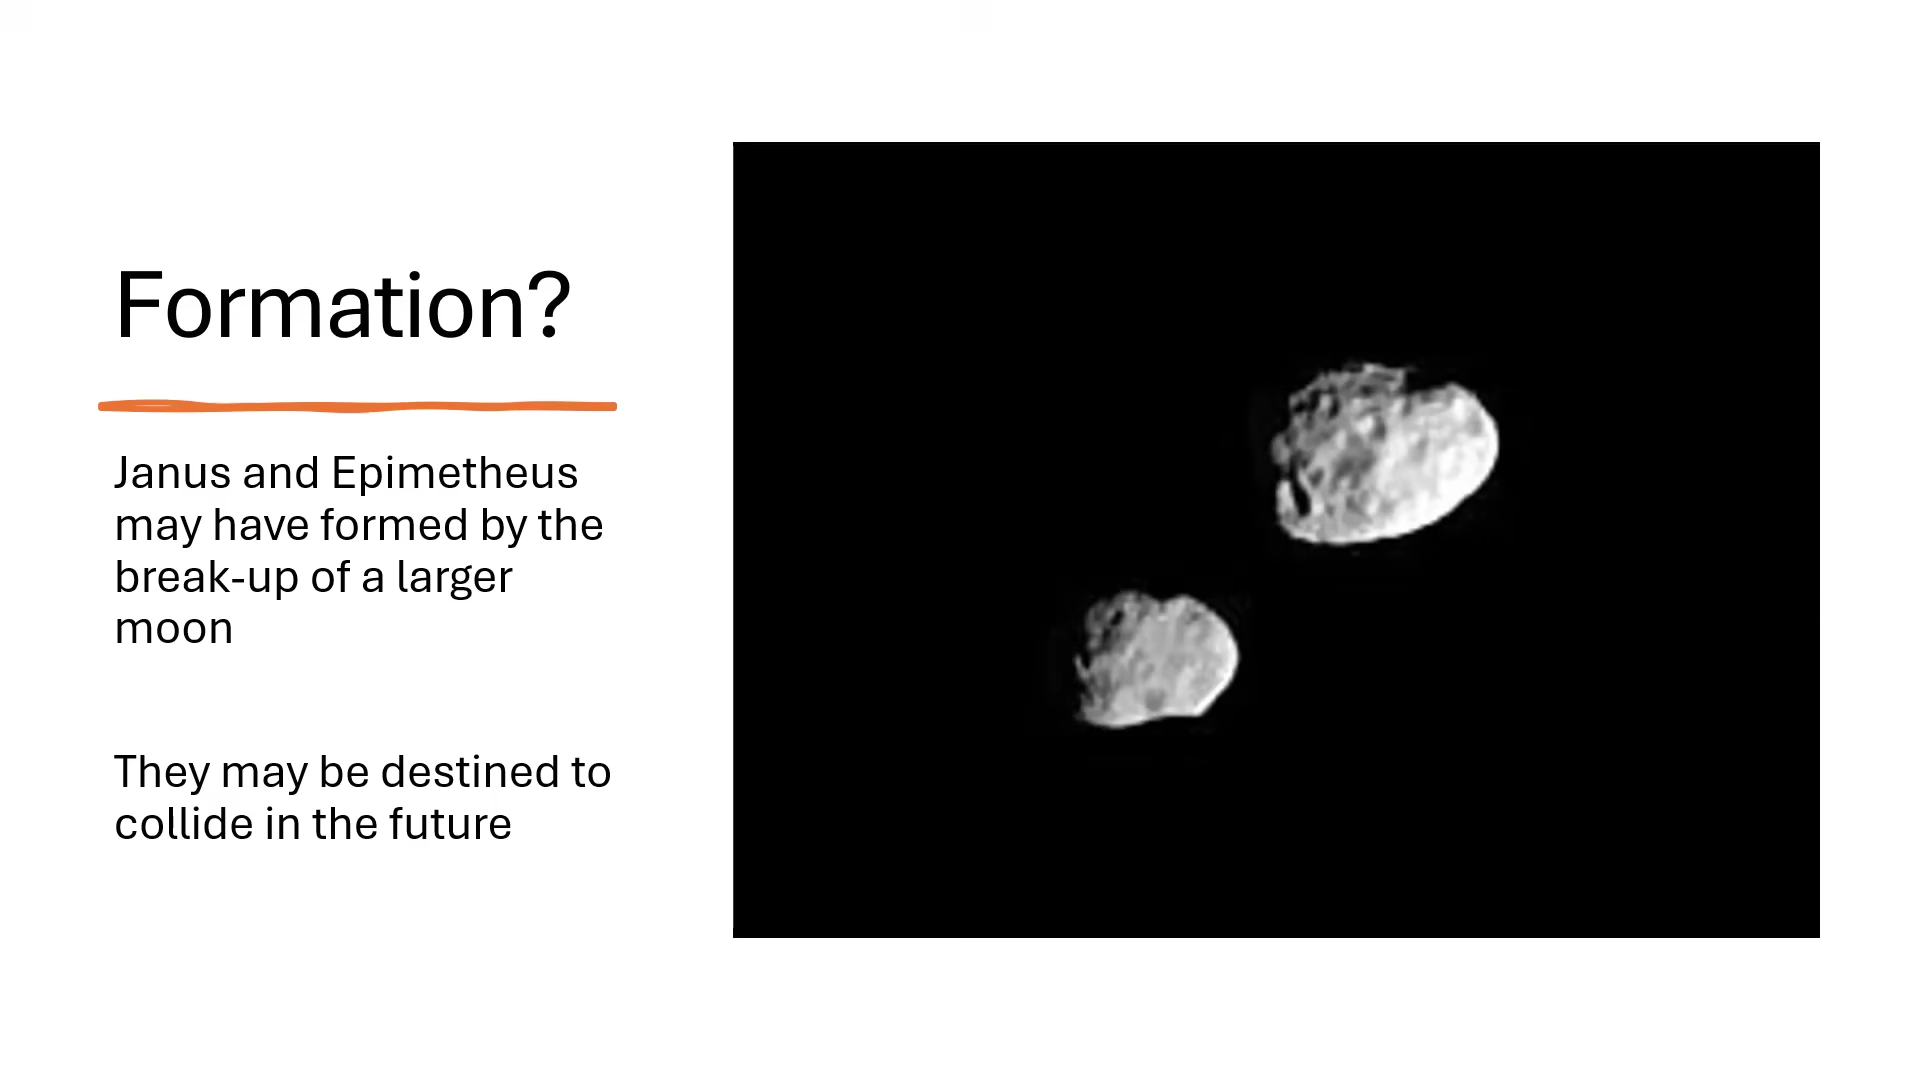 Formation?
Janus and Epimetheus
may have formed by the
break-up of a larger
moon
They may be destined to
collide in the future